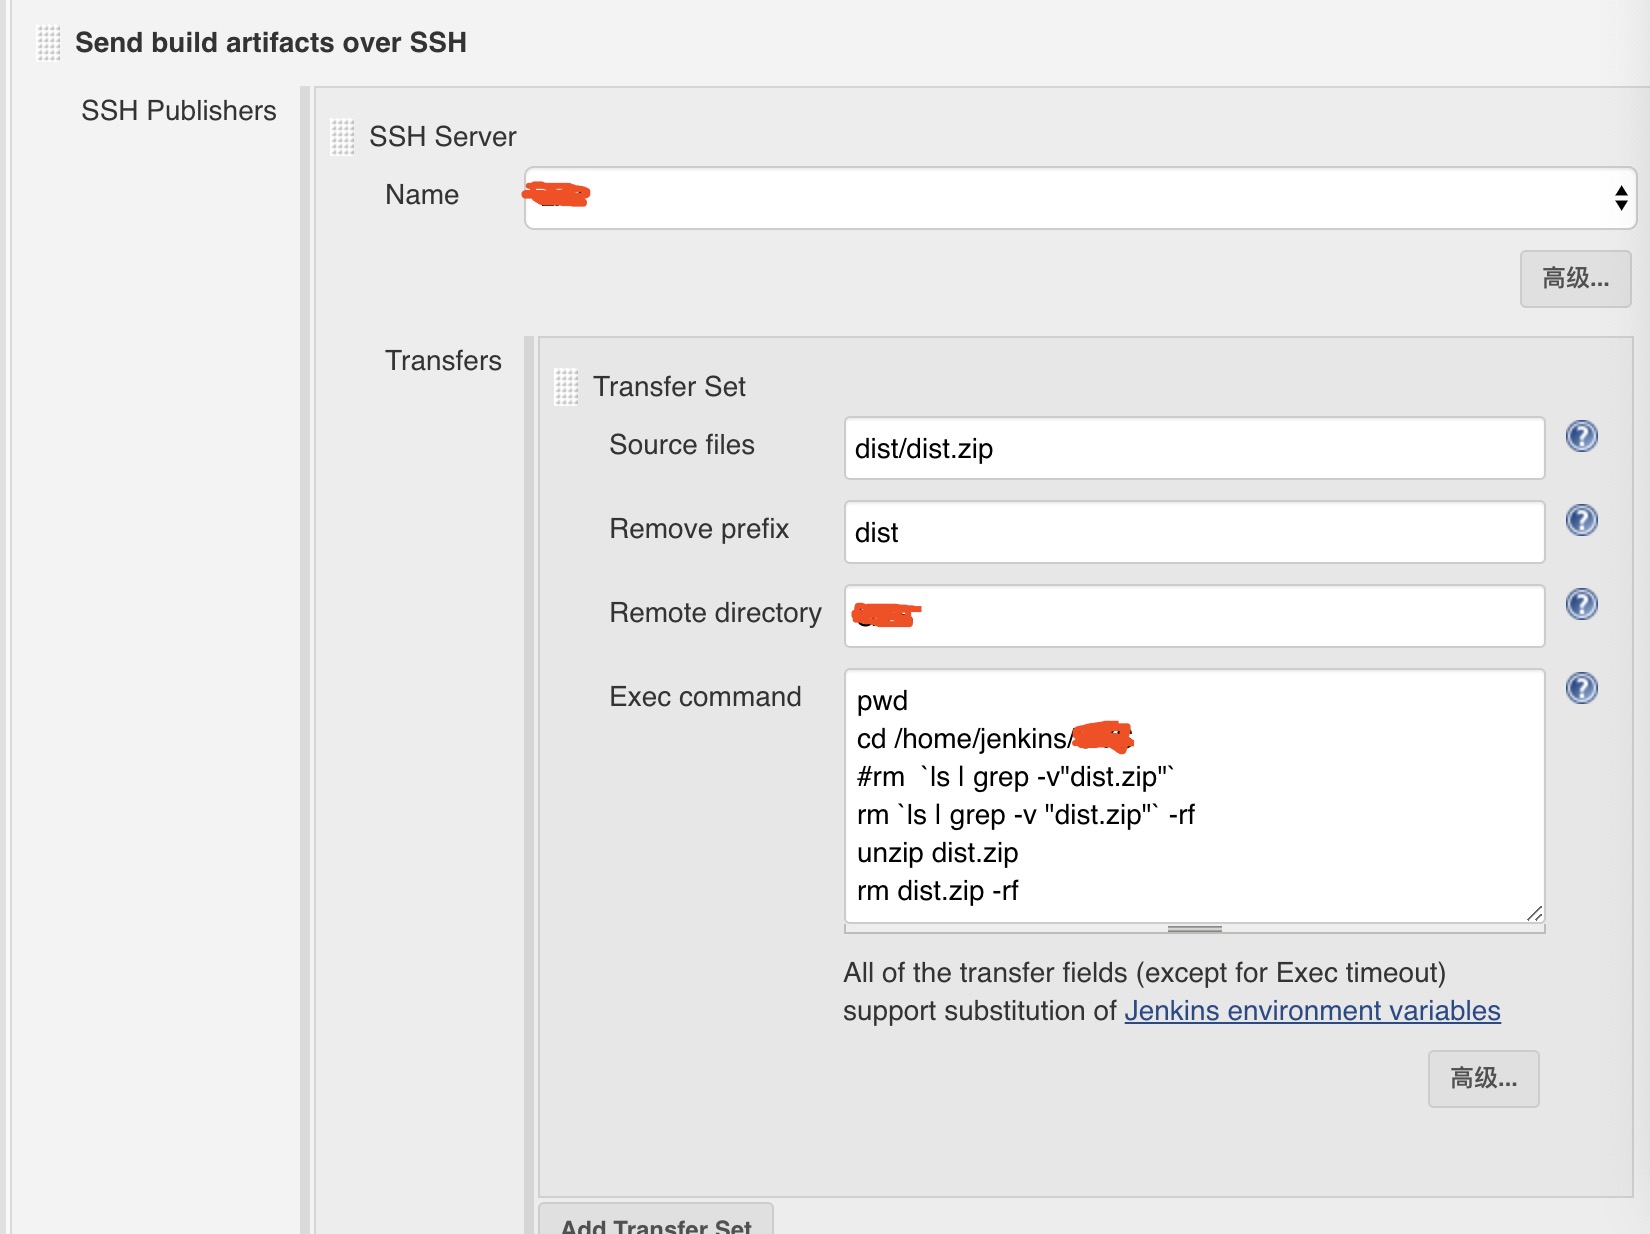 Send build artifacts over SSH
SSH Publishers
SSH Server
Name
高级...
Transfers
Transfer Set
Source files
dist/dist.zip
Remove prefix
dist
Remote directory
Exec command
pwd
cd /home/jenkins/
#rm  `ls | grep -v"dist.zip"`
rm `ls | grep -v "dist.zip"` -rf
unzip dist.zip
rm dist.zip -rf
All of the transfer fields (except for Exec timeout)
support substitution of Jenkins environment variables
高级...
Add Transfer Set